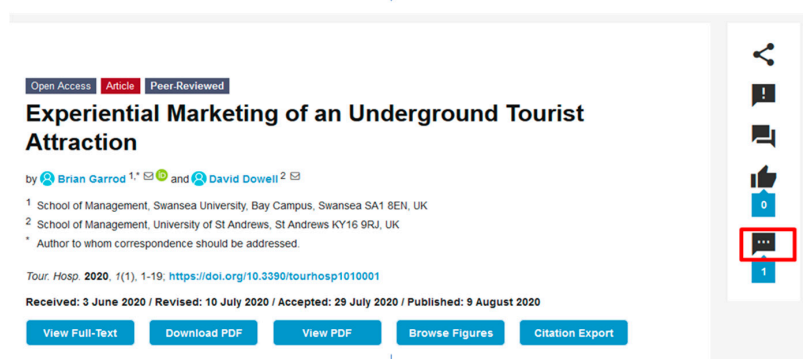 Open Access Article Peer-Reviewed
Experiential Marketing of an Underground Tourist
Attraction
by Brian Garrod 1,* iD and David Dowell 2
1 School of Management, Swansea University, Bay Campus, Swansea SA1 8EN, UK
2 School of Management, University of St Andrews, St Andrews KY16 9RJ, UK
* Author to whom correspondence should be addressed.
Tour. Hosp. 2020, 1(1), 1-19; https://doi.org/10.3390/tourhosp1010001
Received: 3 June 2020 / Revised: 10 July 2020 / Accepted: 29 July 2020 / Published: 9 August 2020
View Full-Text Download PDF View PDF Browse Figures Citation Export
0
1